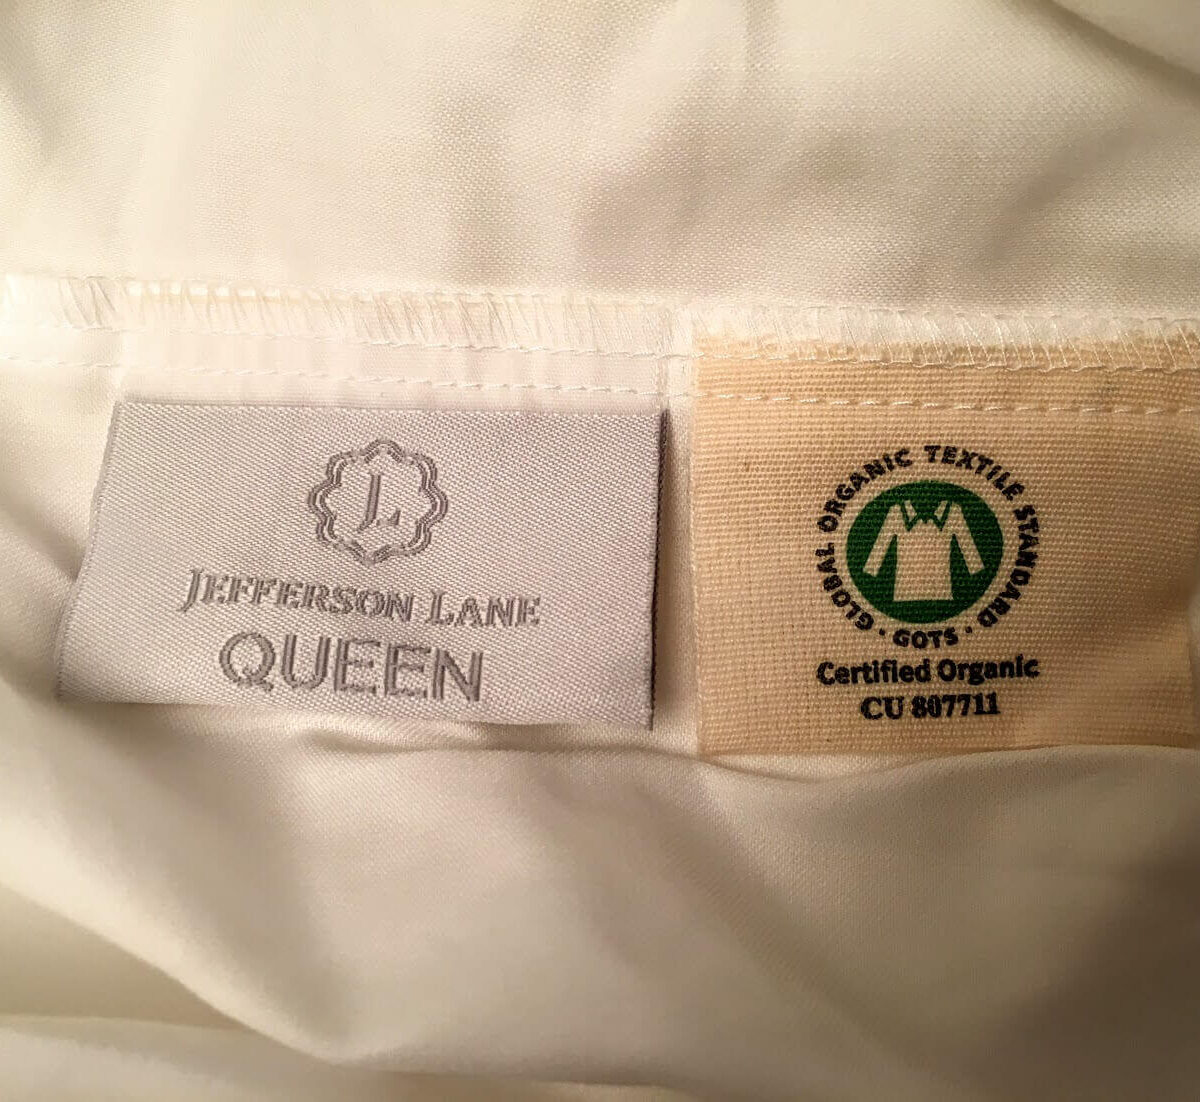 L
JEFFERSON LANE
QUEEN
GLOBAL ORGANIC TEXTILE STANDARD
· GOTS ·
Certified Organic
CU 807711